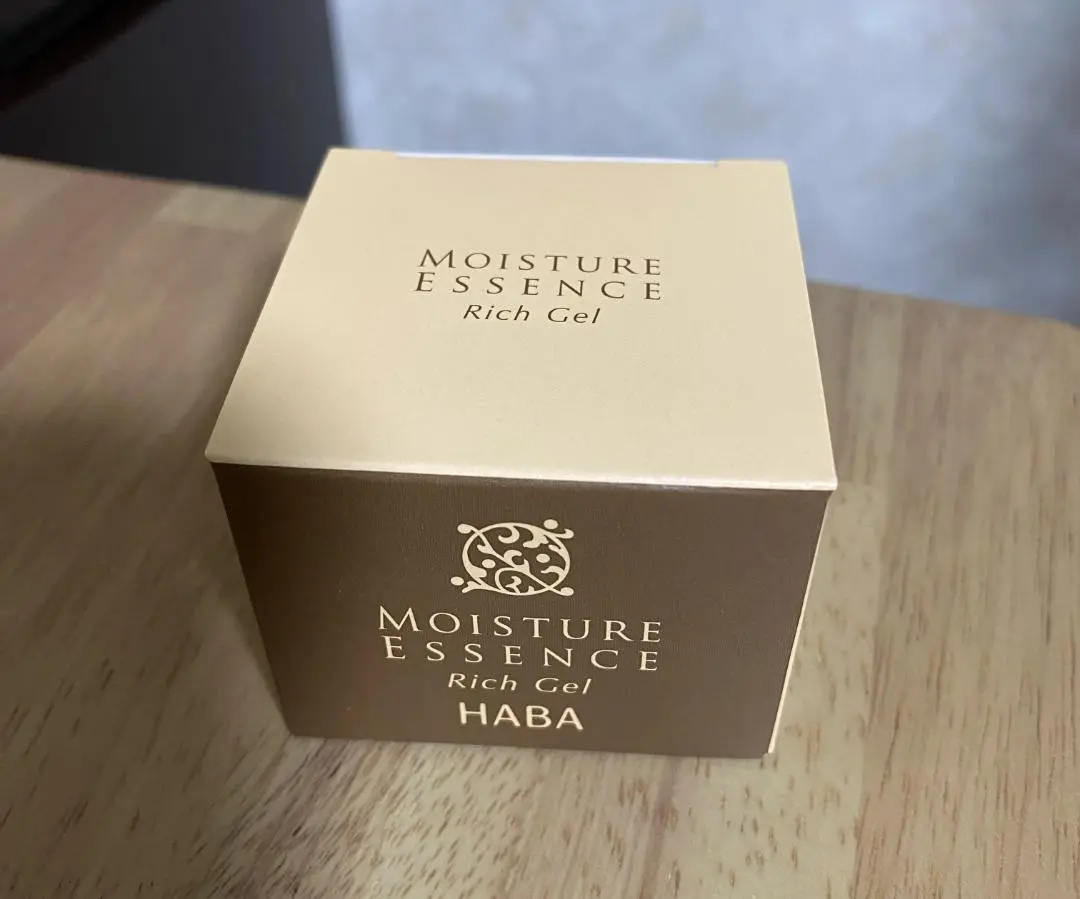 MOISTURE
ESSENCE
Rich Gel
MOISTURE
ESSENCE
Rich Gel
HABA